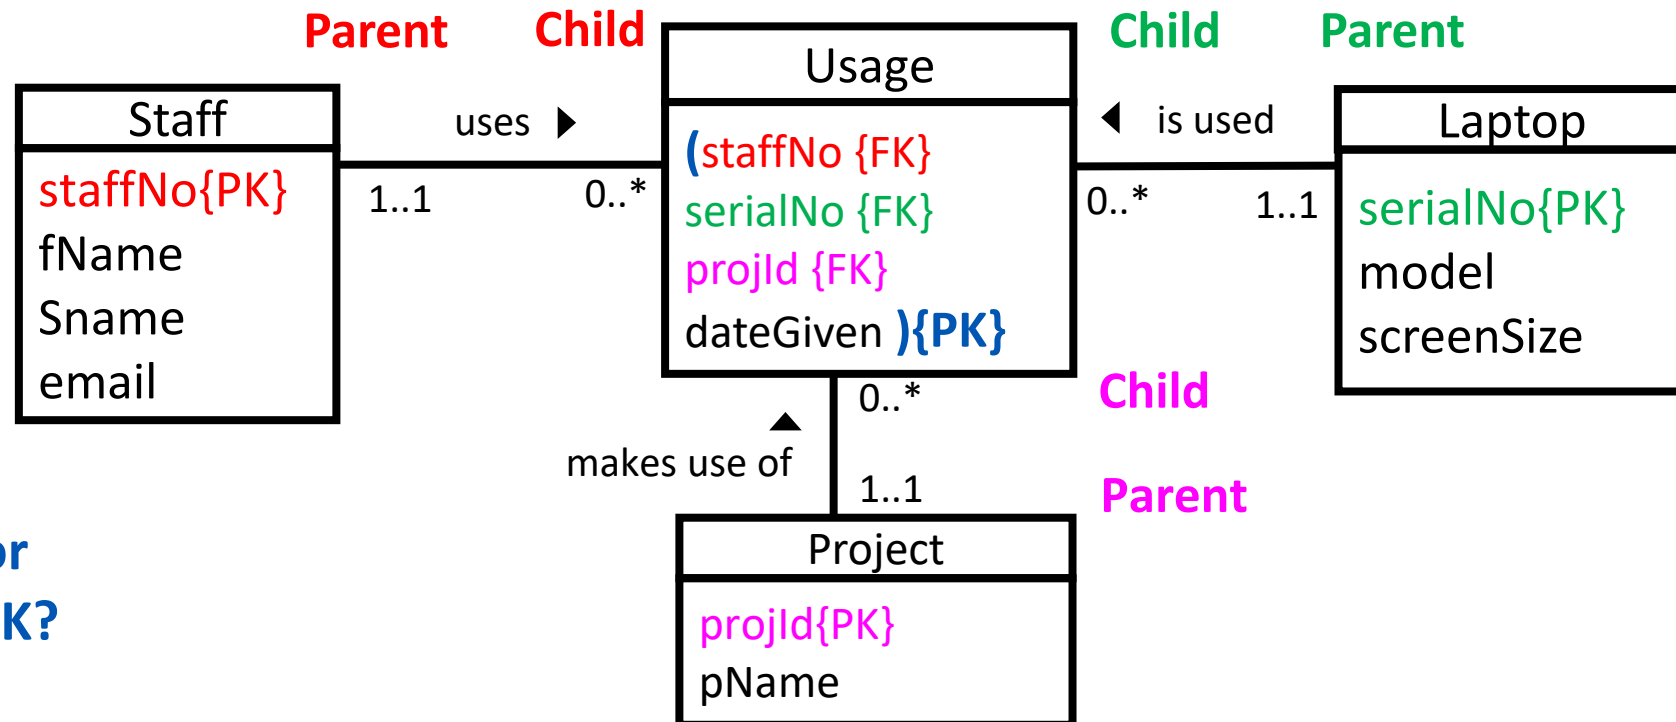 Parent Child
Child Parent
Usage
Staff
uses
is used
Laptop
(staffNo {FK}
serialNo {FK}
projId {FK}
dateGiven ){PK}
staffNo{PK}
fName
Sname
email
1..1
0..*
0..*
1..1
serialNo{PK}
model
screenSize
0..*
Child
makes use of
1..1
Parent
or
K?
Project
projId{PK}
pName